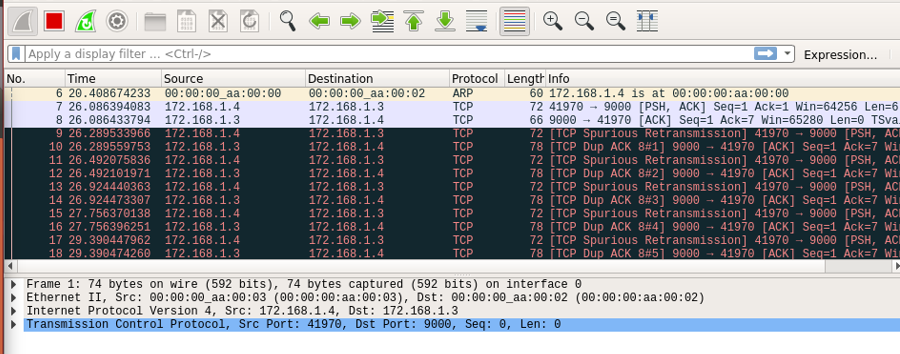 Apply a display filter ... <Ctrl-/> Expression...
No. Time Source Destination Protocol Length Info
6 20.408674233 00:00:00_aa:00:00 00:00:00_aa:00:02 ARP 60 172.168.1.4 is at 00:00:00:aa:00:00
7 26.086394083 172.168.1.4 172.168.1.3 TCP 72 41970 → 9000 [PSH, ACK] Seq=1 Ack=1 Win=64256 Len=6
8 26.086433794 172.168.1.3 172.168.1.4 TCP 66 9000 → 41970 [ACK] Seq=1 Ack=7 Win=65280 Len=0 TSva
9 26.289533966 172.168.1.4 172.168.1.3 TCP 72 [TCP Spurious Retransmission] 41970 → 9000 [PSH, AC
10 26.289559753 172.168.1.3 172.168.1.4 TCP 78 [TCP Dup ACK 8#1] 9000 → 41970 [ACK] Seq=1 Ack=7 Wi
11 26.492075836 172.168.1.4 172.168.1.3 TCP 72 [TCP Spurious Retransmission] 41970 → 9000 [PSH, AC
12 26.492101971 172.168.1.3 172.168.1.4 TCP 78 [TCP Dup ACK 8#2] 9000 → 41970 [ACK] Seq=1 Ack=7 Wi
13 26.924440363 172.168.1.4 172.168.1.3 TCP 72 [TCP Spurious Retransmission] 41970 → 9000 [PSH, AC
14 26.924473307 172.168.1.3 172.168.1.4 TCP 78 [TCP Dup ACK 8#3] 9000 → 41970 [ACK] Seq=1 Ack=7 Wi
15 27.756370138 172.168.1.4 172.168.1.3 TCP 72 [TCP Spurious Retransmission] 41970 → 9000 [PSH, AC
16 27.756396251 172.168.1.3 172.168.1.4 TCP 78 [TCP Dup ACK 8#4] 9000 → 41970 [ACK] Seq=1 Ack=7 Wi
17 29.390447962 172.168.1.4 172.168.1.3 TCP 72 [TCP Spurious Retransmission] 41970 → 9000 [PSH, AC
18 29.390474260 172.168.1.3 172.168.1.4 TCP 78 [TCP Dup ACK 8#5] 9000 → 41970 [ACK] Seq=1 Ack=7 Wi
Frame 1: 74 bytes on wire (592 bits), 74 bytes captured (592 bits) on interface 0
Ethernet II, Src: 00:00:00_aa:00:03 (00:00:00:aa:00:03), Dst: 00:00:00_aa:00:02 (00:00:00:aa:00:02)
Internet Protocol Version 4, Src: 172.168.1.4, Dst: 172.168.1.3
Transmission Control Protocol, Src Port: 41970, Dst Port: 9000, Seq: 0, Len: 0